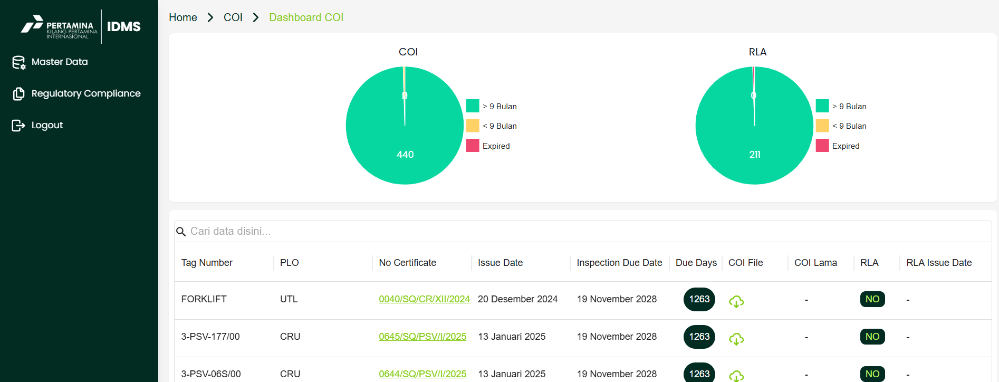 PERTAMINA
KILANG PERTAMINA
INTERNASIONAL
IDMS
Master Data
Regulatory Compliance
Logout
Home > COI > Dashboard COI
COI
440
> 9 Bulan
< 9 Bulan
Expired
RLA
0
211
> 9 Bulan
< 9 Bulan
Expired
Cari data disini...
Tag Number PLO No Certificate Issue Date Inspection Due Date Due Days COI File COI Lama RLA RLA Issue Date
FORKLIFT UTL 0040/SQ/CR/XII/2024 20 Desember 2024 19 November 2028 1263 - NO -
3-PSV-177/00 CRU 0645/SQ/PSV/I/2025 13 Januari 2025 19 November 2028 1263 - NO -
3-PSV-06S/00 CRU 0644/SQ/PSV/I/2025 13 Januari 2025 19 November 2028 1263 - NO -